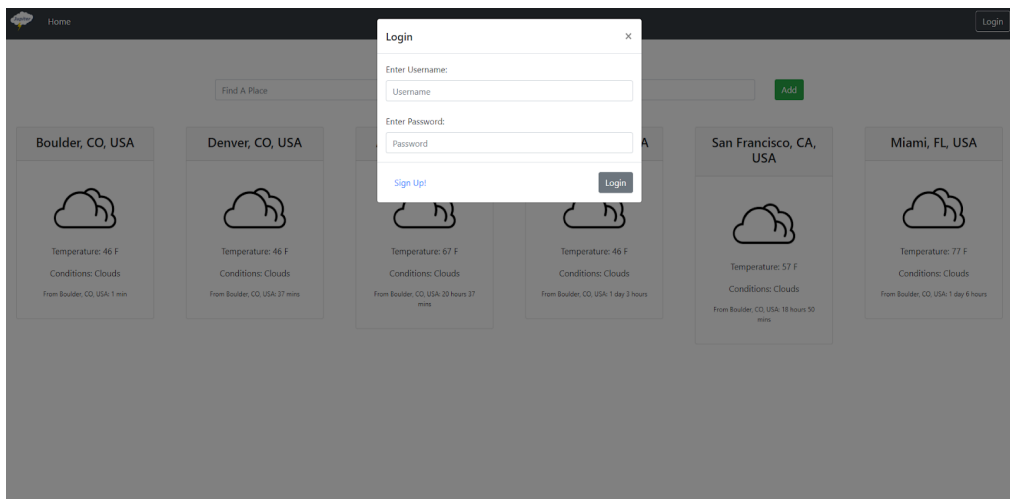 Home
Login
Login
×
Enter Username:
Username
Enter Password:
Password
Sign Up!
Login
Find A Place
Add
Boulder, CO, USA
Temperature: 46 F
Conditions: Clouds
From Boulder, CO, USA: 1 min
Denver, CO, USA
Temperature: 46 F
Conditions: Clouds
From Boulder, CO, USA: 37 mins
Temperature: 67 F
Conditions: Clouds
From Boulder, CO, USA: 20 hours 37
mins
A
Temperature: 46 F
Conditions: Clouds
From Boulder, CO, USA: 1 day 3 hours
San Francisco, CA,
USA
Temperature: 57 F
Conditions: Clouds
From Boulder, CO, USA: 18 hours 50
mins
Miami, FL, USA
Temperature: 77 F
Conditions: Clouds
From Boulder, CO, USA: 1 day 6 hours